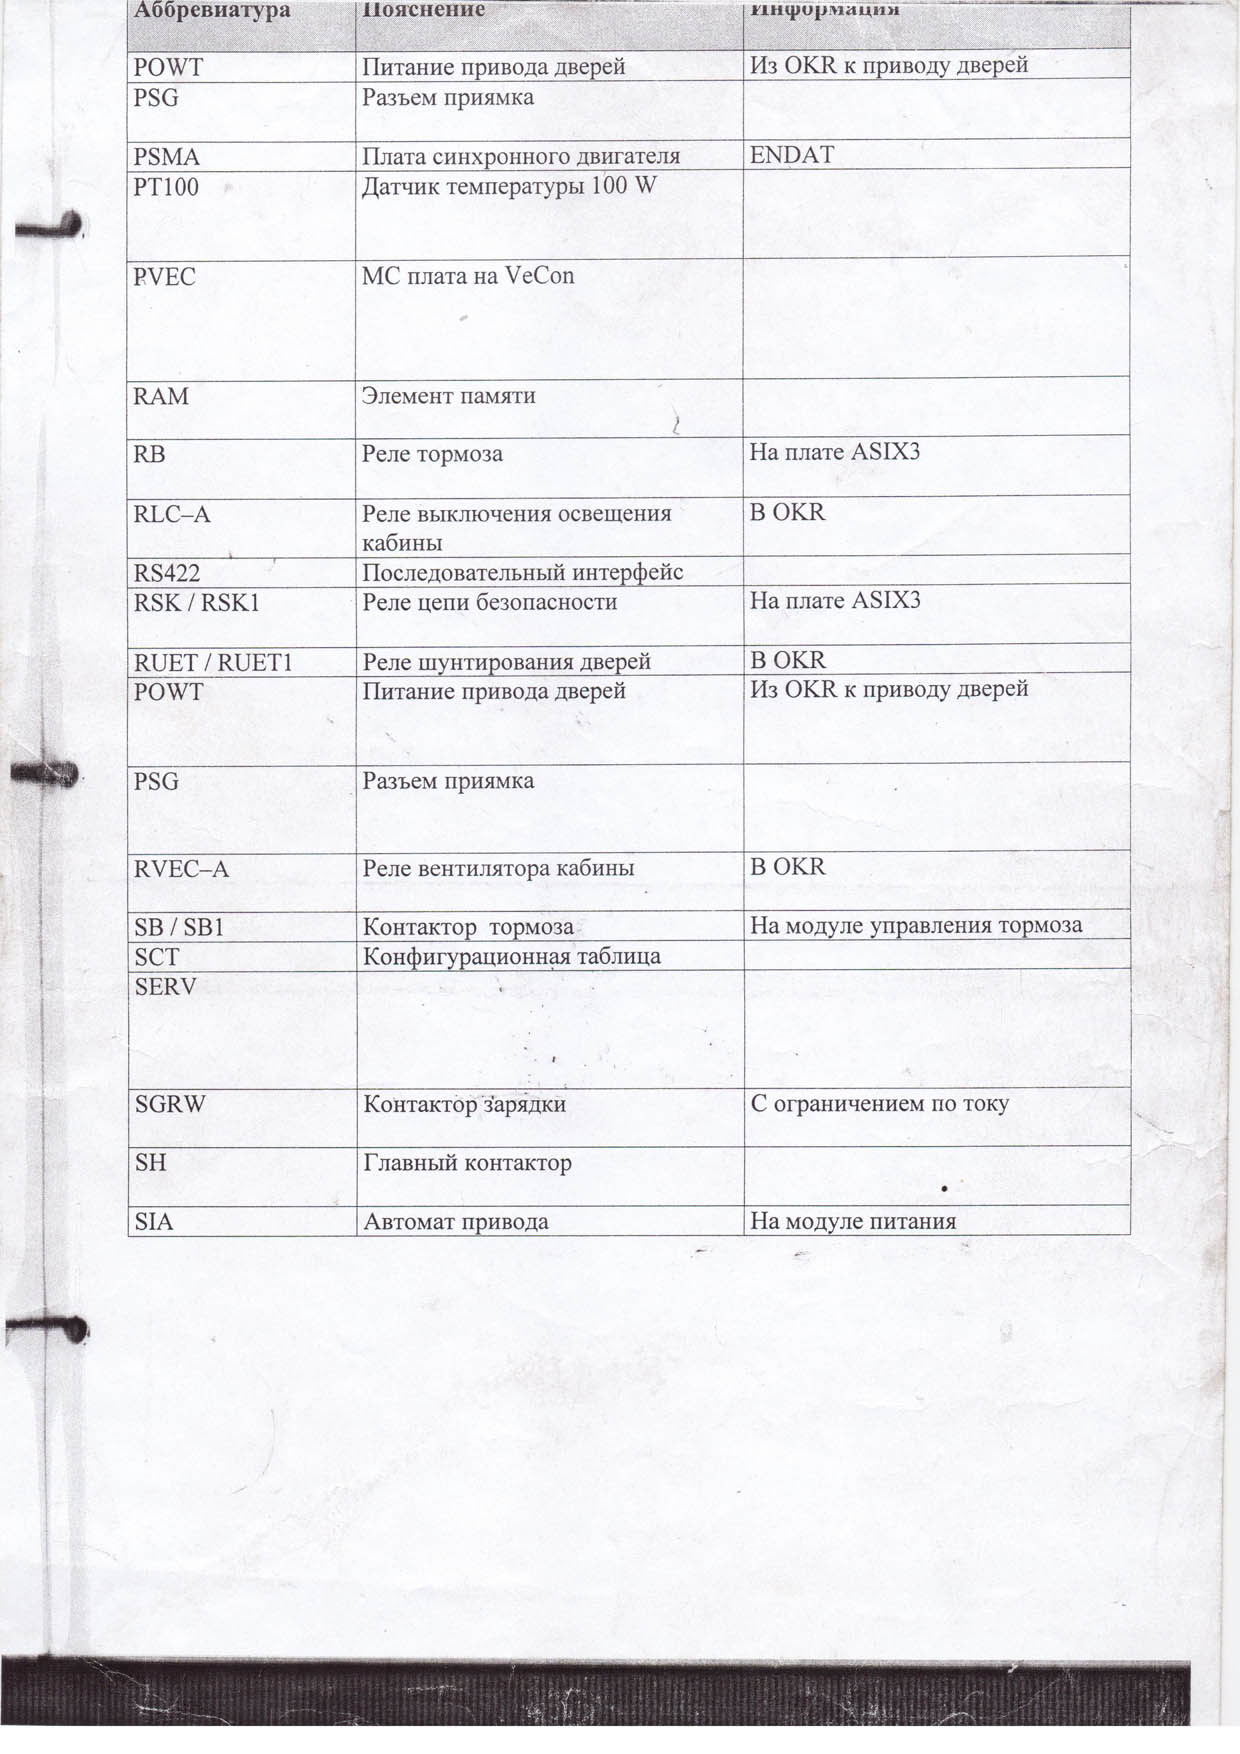 Аббревиатура Пояснение Информация
POWT Питание привода дверей Из OKR к приводу дверей
PSG Разъем приямка
PSMA Плата синхронного двигателя ENDAT
PT100 Датчик температуры 100 W
PVEC МС плата на VeCon
RAM Элемент памяти
RB Реле тормоза На плате ASIX3
RLC–A Реле выключения освещения В OKR
кабины
RS422 Последовательный интерфейс
RSK / RSK1 Реле цепи безопасности На плате ASIX3
RUET / RUET1 Реле шунтирования дверей В OKR
POWT Питание привода дверей Из OKR к приводу дверей
PSG Разъем приямка
RVEC–A Реле вентилятора кабины В OKR
SB / SB1 Контактор тормоза На модуле управления тормоза
SCT Конфигурационная таблица
SERV
SGRW Контактор зарядки С ограничением по току
SH Главный контактор
SIA Автомат привода На модуле питания